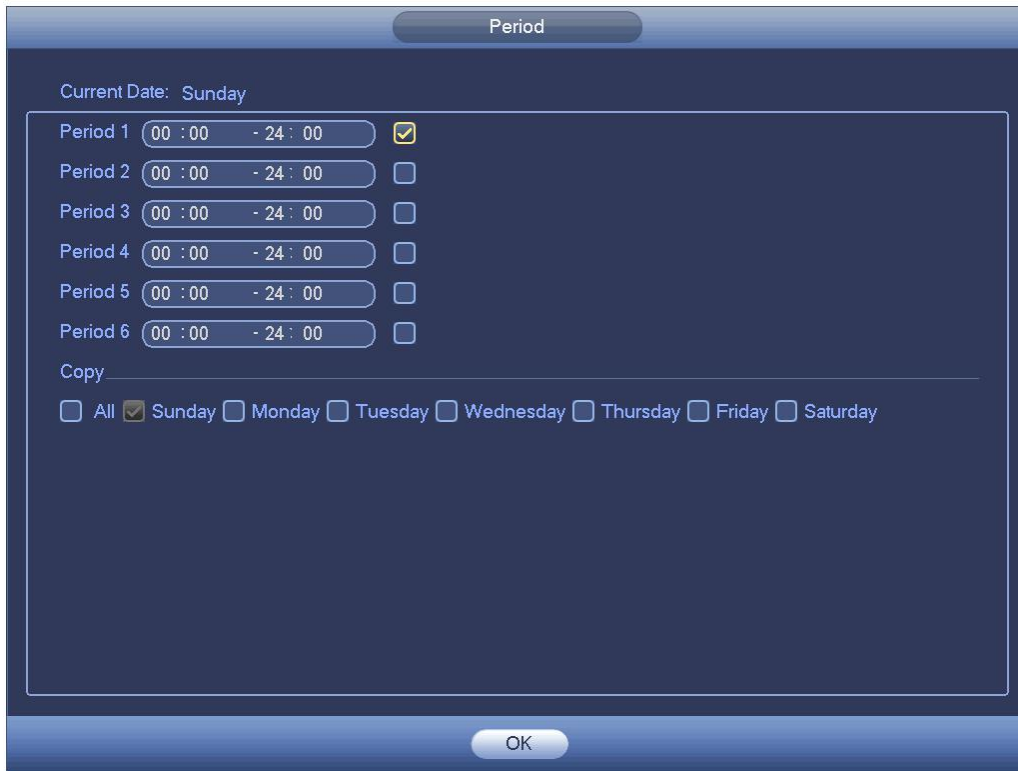 Period
Current Date: Sunday
Period 1 00 :00 - 24 : 00
Period 2 00 :00 - 24 : 00
Period 3 00 :00 - 24 : 00
Period 4 00 :00 - 24 : 00
Period 5 00 :00 - 24 : 00
Period 6 00 :00 - 24 : 00
Copy
All Sunday Monday Tuesday Wednesday Thursday Friday Saturday
OK